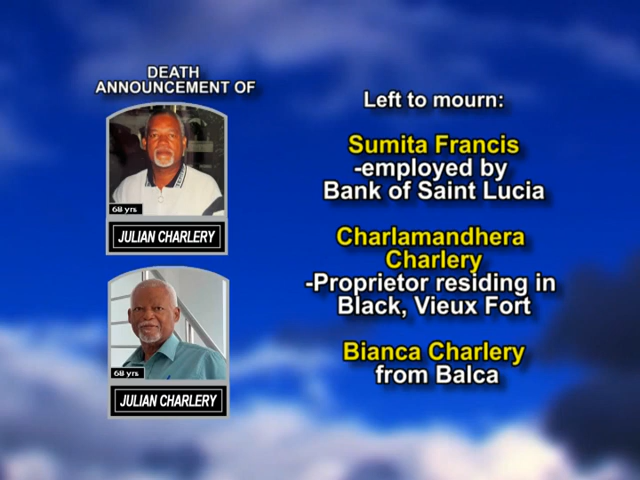 DEATH
ANNOUNCEMENT OF
68 yrs
JULIAN CHARLERY
68 yrs
JULIAN CHARLERY
Left to mourn:
Sumita Francis
-employed by
Bank of Saint Lucia
Charlamandhera
Charlery
-Proprietor residing in
Black, Vieux Fort
Bianca Charlery
from Balca